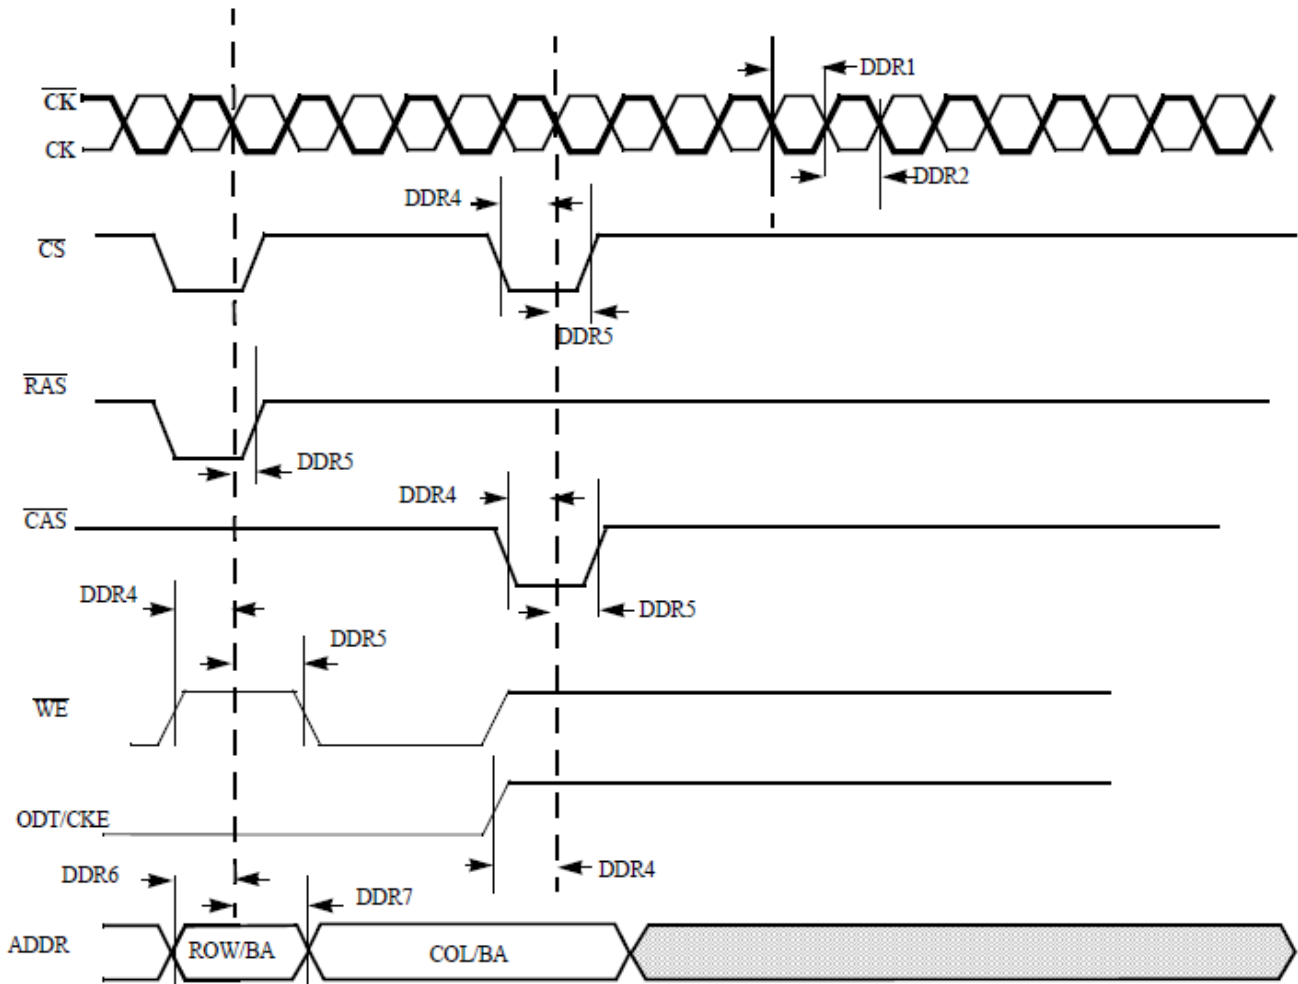 DDR1
CK
CK
DDR2
DDR4
CS
DDR5
RAS
DDR5
DDR4
CAS
DDR4
DDR5
DDR5
WE
ODT/CKE
DDR4
DDR6
DDR7
ADDR
ROW/BA
COL/BA